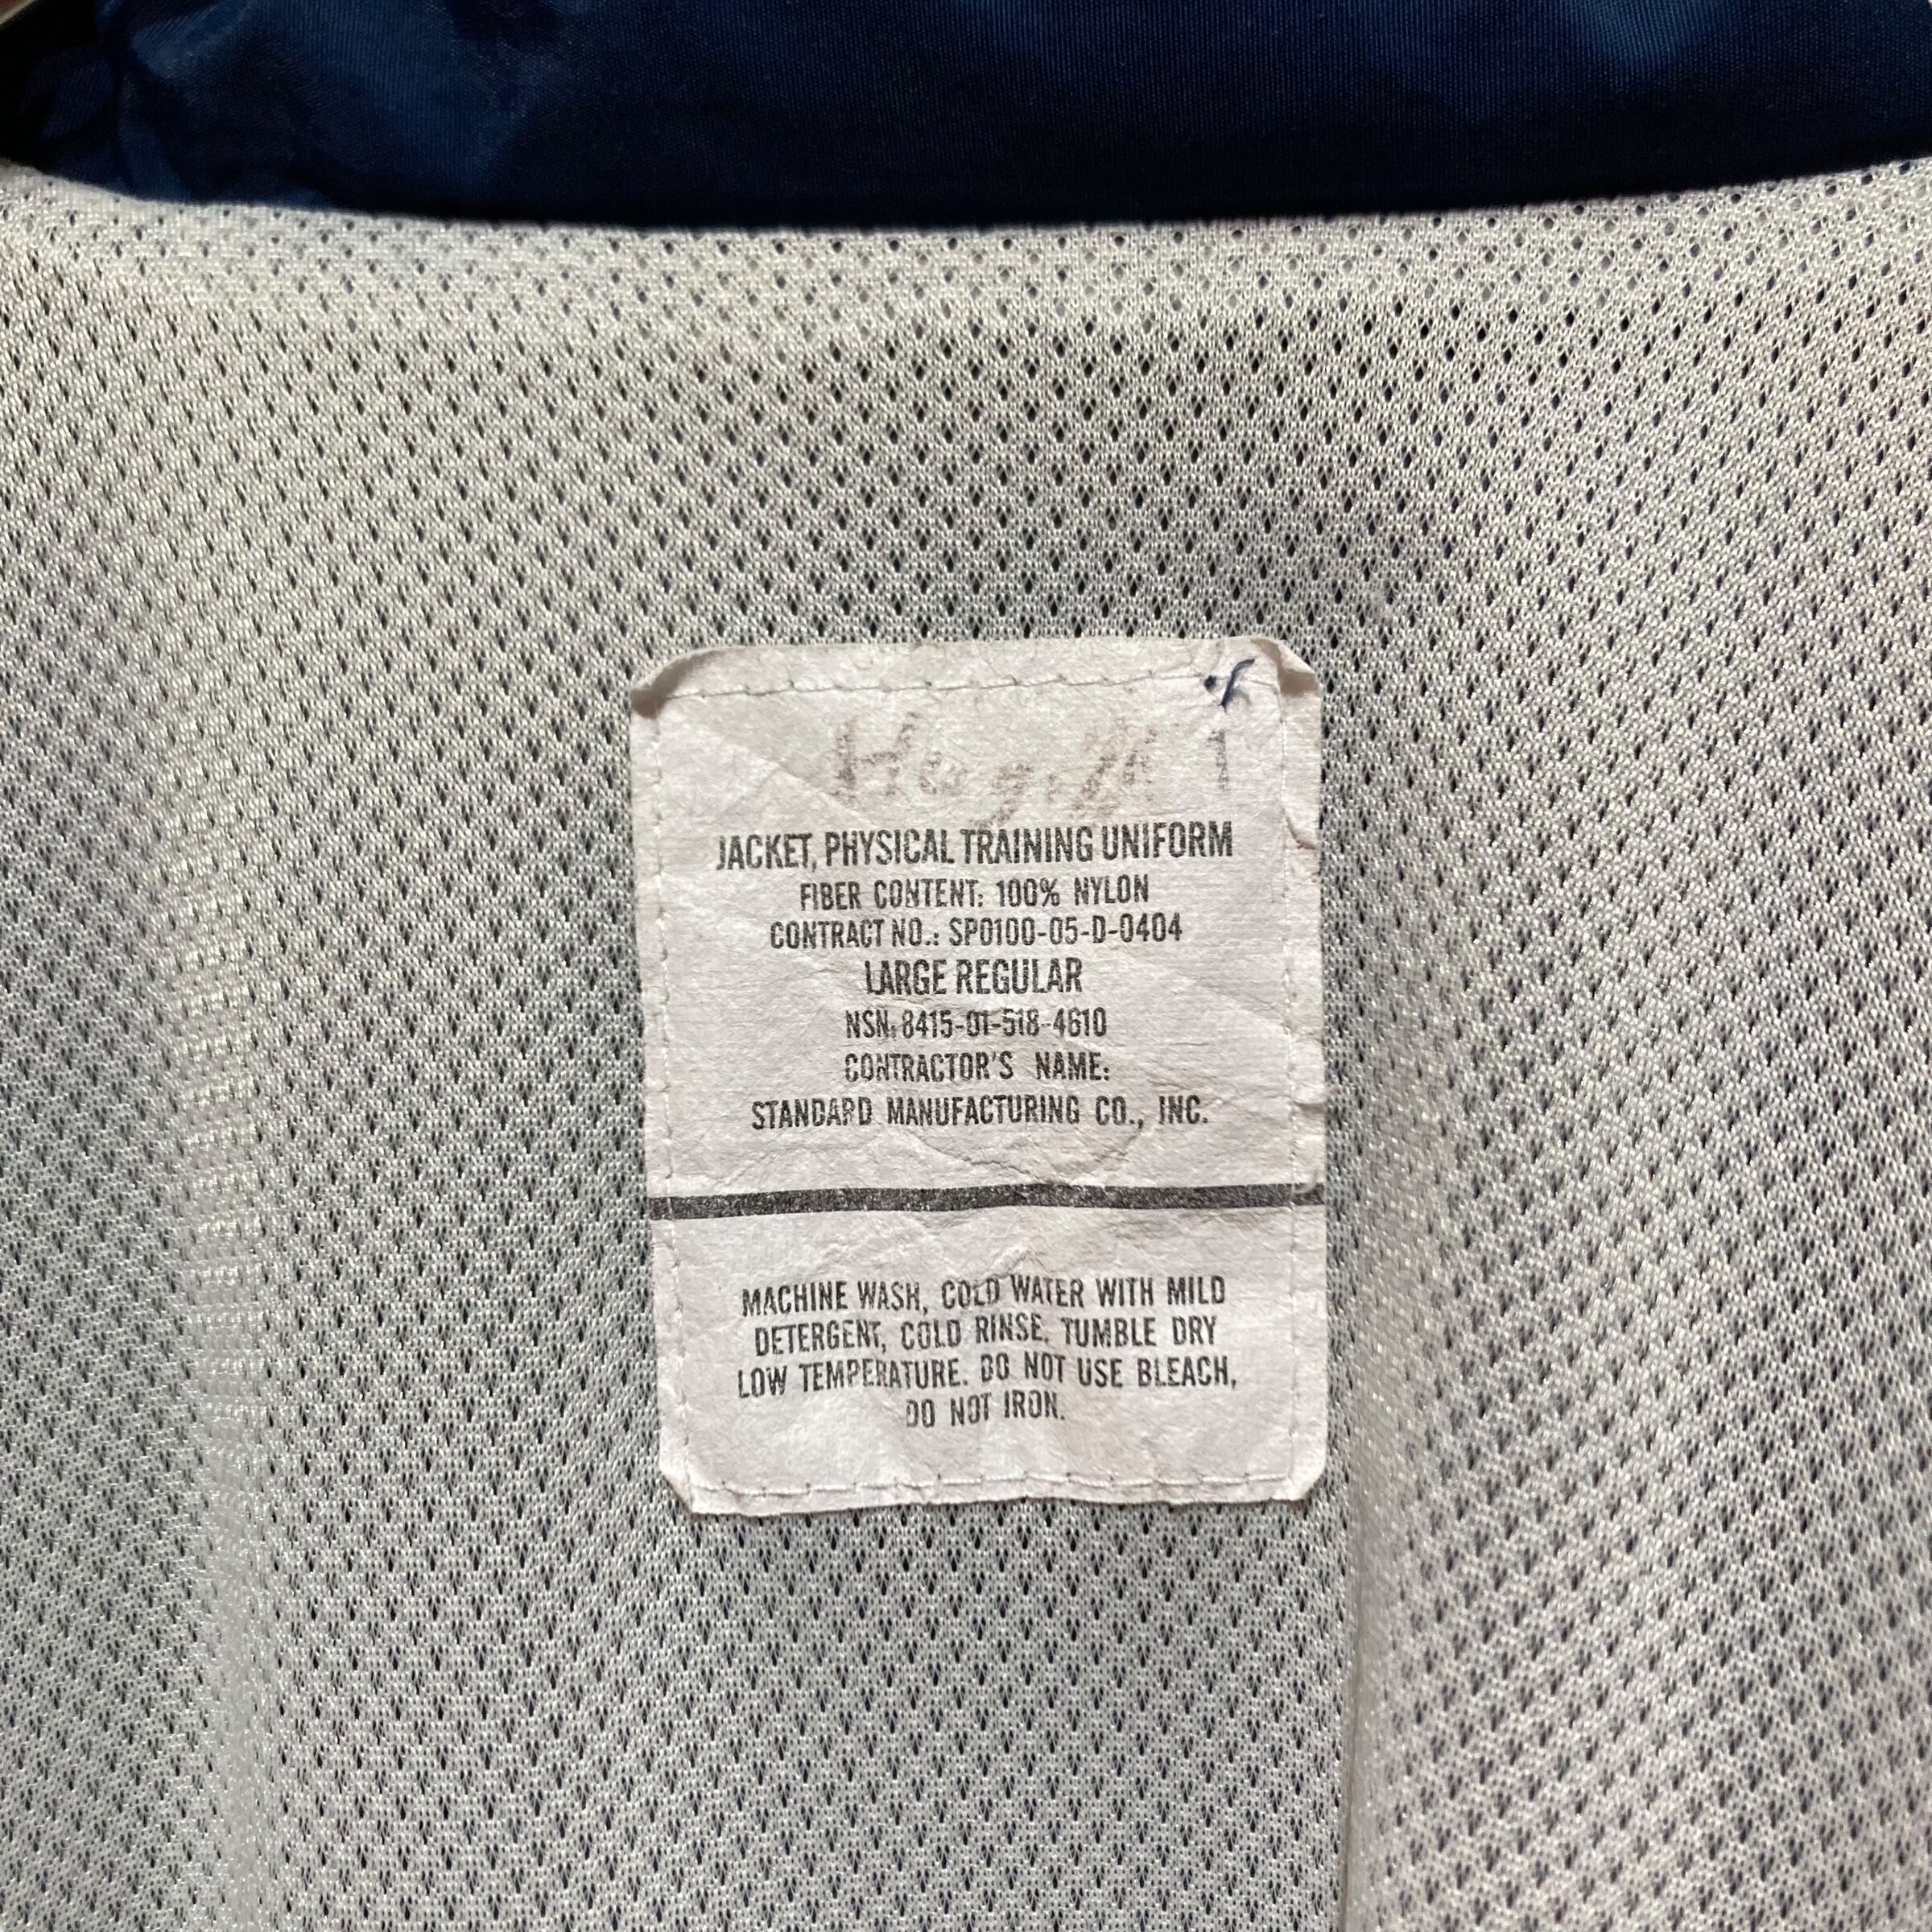 JACKET, PHYSICAL TRAINING UNIFORM
FIBER CONTENT: 100% NYLON
CONTRACT NO.: SP0100-05-D-0404
LARGE REGULAR
NSN: 8415-01-518-4610
CONTRACTOR'S NAME:
STANDARD MANUFACTURING CO., INC.
MACHINE WASH, COLD WATER WITH MILD
DETERGENT, COLD RINSE, TUMBLE DRY
LOW TEMPERATURE. DO NOT USE BLEACH,
DO NOT IRON.